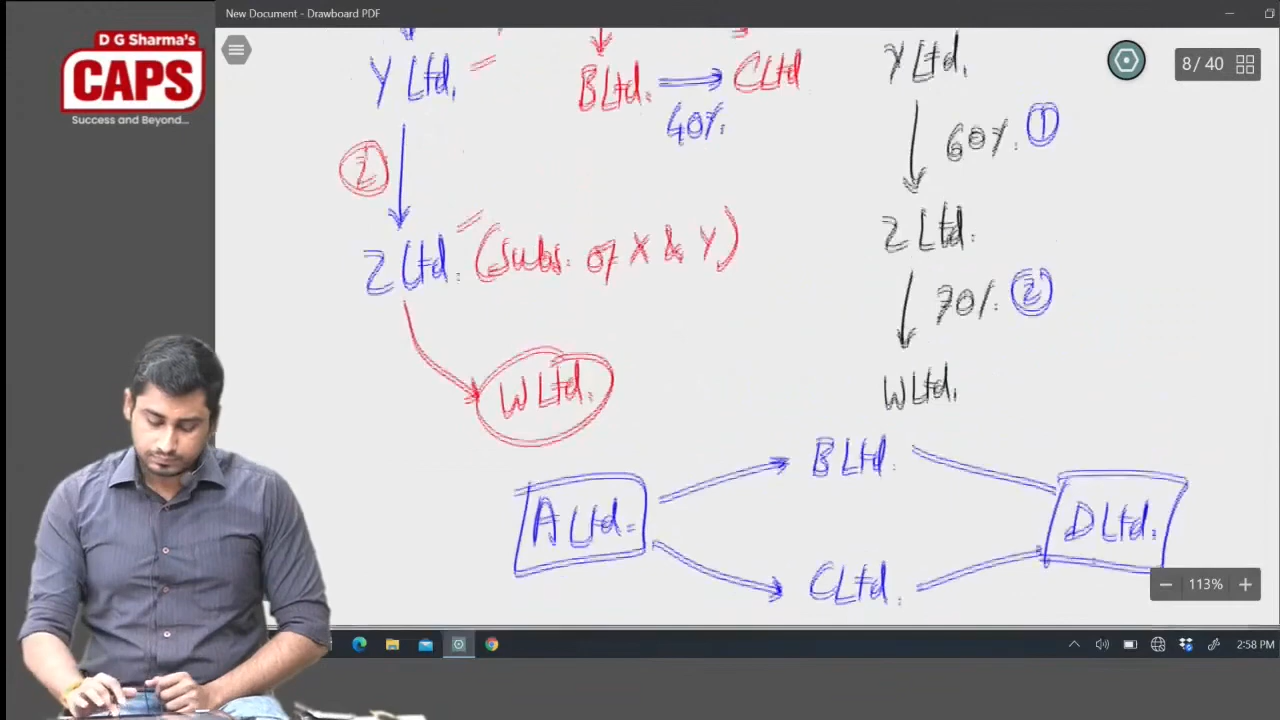 New Document - Drawboard PDF
D G Sharma's
CAPS
Success and Beyond...
8 / 40
Y Ltd.
B Ltd.
C Ltd
40%.
Y Ltd.
60%. 1
2
Z Ltd. (Subs. of X & Y)
Z Ltd.
70%. 2
W Ltd.
W Ltd.
B Ltd.
A Ltd.
D Ltd.
C Ltd.
113%
2:58 PM